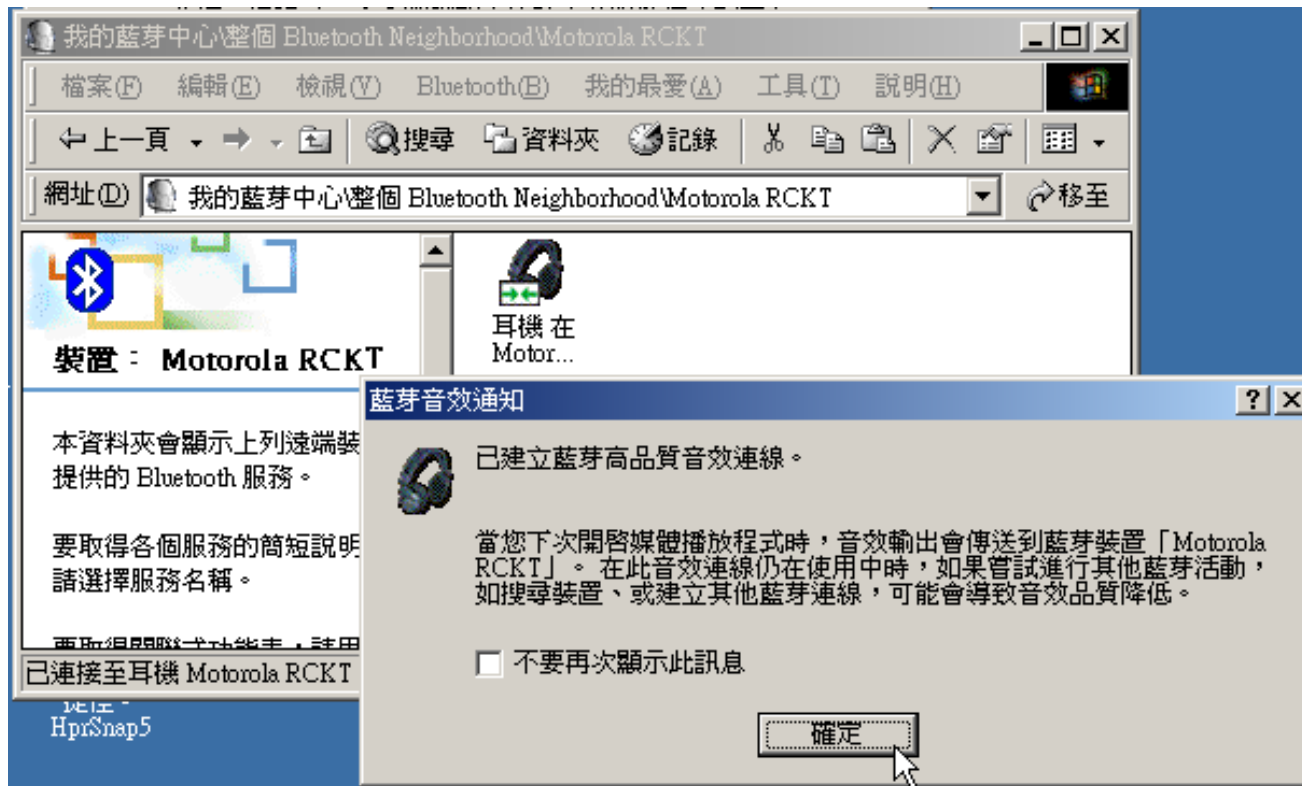 我的藍芽中心\整個 Bluetooth Neighborhood\Motorola RCKT
檔案(F) 編輯(E) 檢視(V) Bluetooth(B) 我的最愛(A) 工具(T) 說明(H)
上一頁 搜尋 資料夾 記錄
網址(D) 我的藍芽中心\整個 Bluetooth Neighborhood\Motorola RCKT 移至
裝置： Motorola RCKT
本資料夾會顯示上列遠端裝
提供的 Bluetooth 服務。
要取得各個服務的簡短說明
請選擇服務名稱。
已連接至耳機 Motorola RCKT
耳機 在
Motor...
藍芽音效通知
已建立藍芽高品質音效連線。
當您下次開啟媒體播放程式時，音效輸出會傳送到藍芽裝置「Motorola
RCKT」。在此音效連線仍在使用中時，如果嘗試進行其他藍芽活動，
如搜尋裝置、或建立其他藍芽連線，可能會導致音效品質降低。
不要再次顯示此訊息
確定
HprSnap5